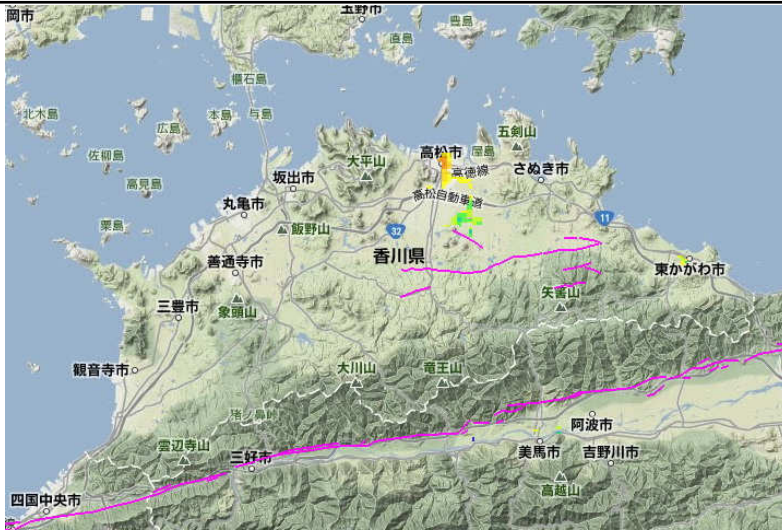 岡市
玉野市
豊島
直島
櫃石島
与島
本島
北木島
広島
佐柳島
高見島
粟島
五剣山
屋島
高松市
高徳線
大平山
さぬき市
坂出市
高松自動車道
丸亀市
11
32
飯野山
香川県
善通寺市
東かがわ市
矢筈山
象頭山
三豊市
観音寺市
大川山
竜王山
猪ノ鼻峠
阿波市
雲辺寺山
三好市
美馬市
吉野川市
高越山
四国中央市